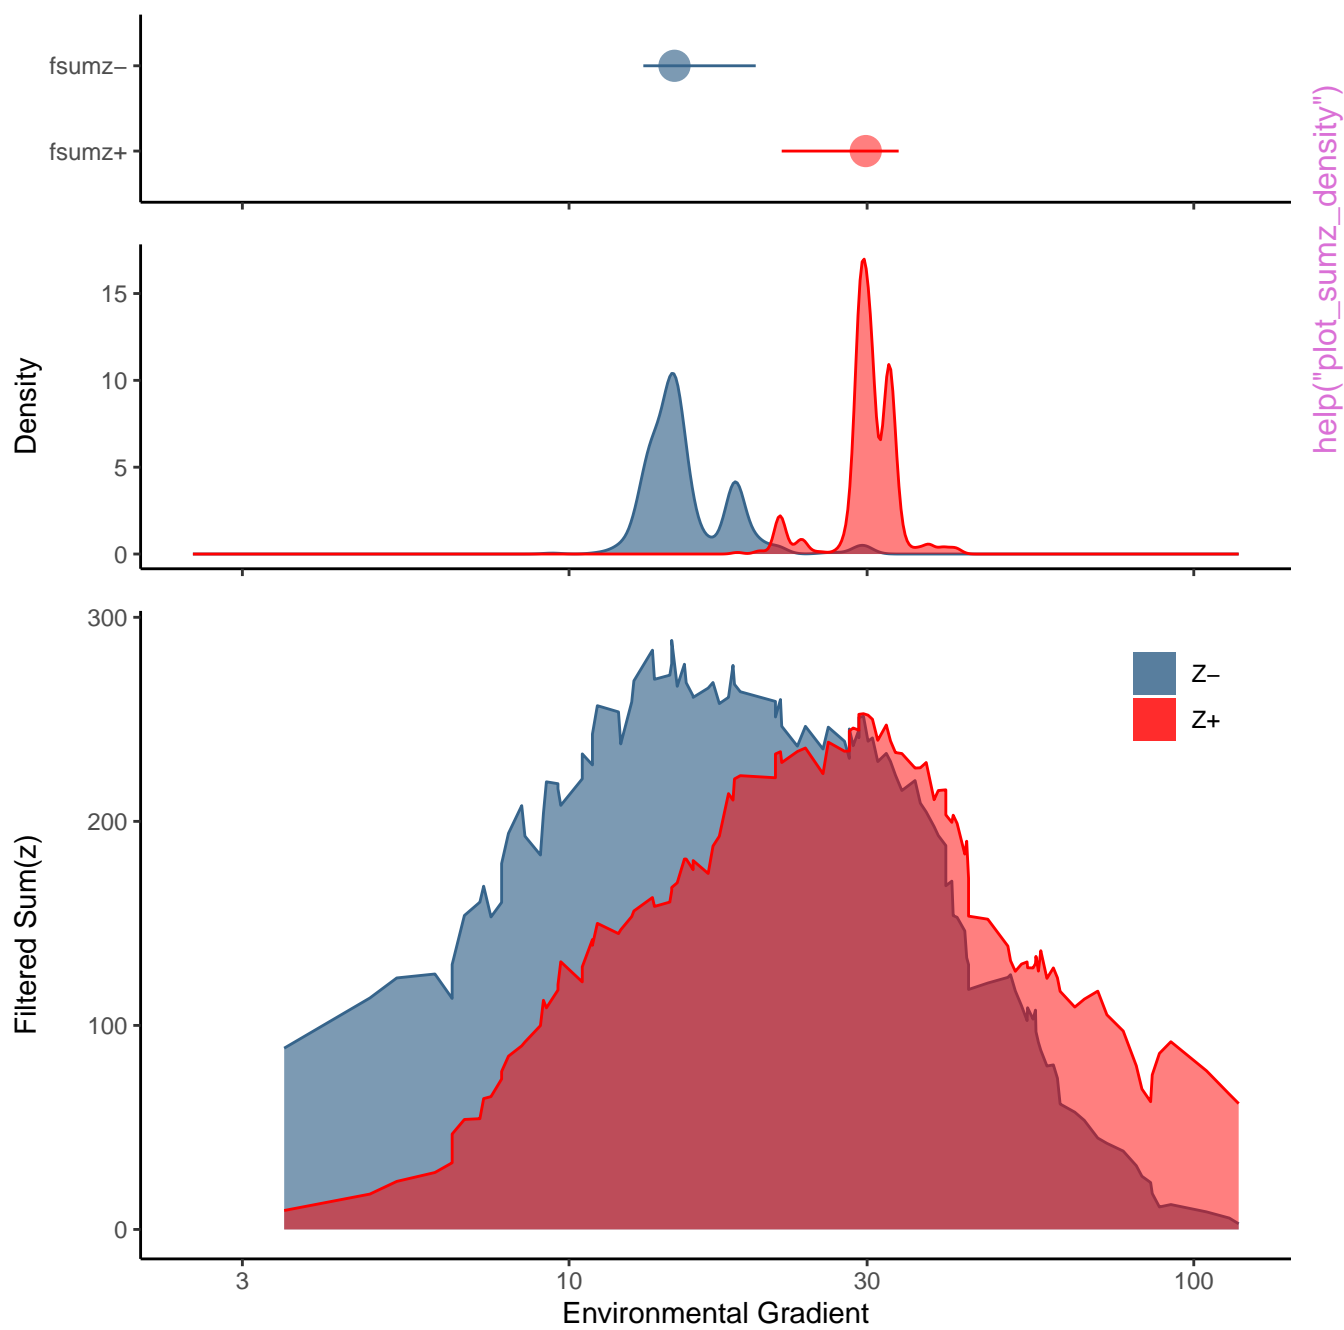 fsumz−
fsumz+
help("plot_sumz_density")
Density
15
10
5
0
Filtered Sum(z)
300
200
100
0
Z−
Z+
3
10
30
100
Environmental Gradient